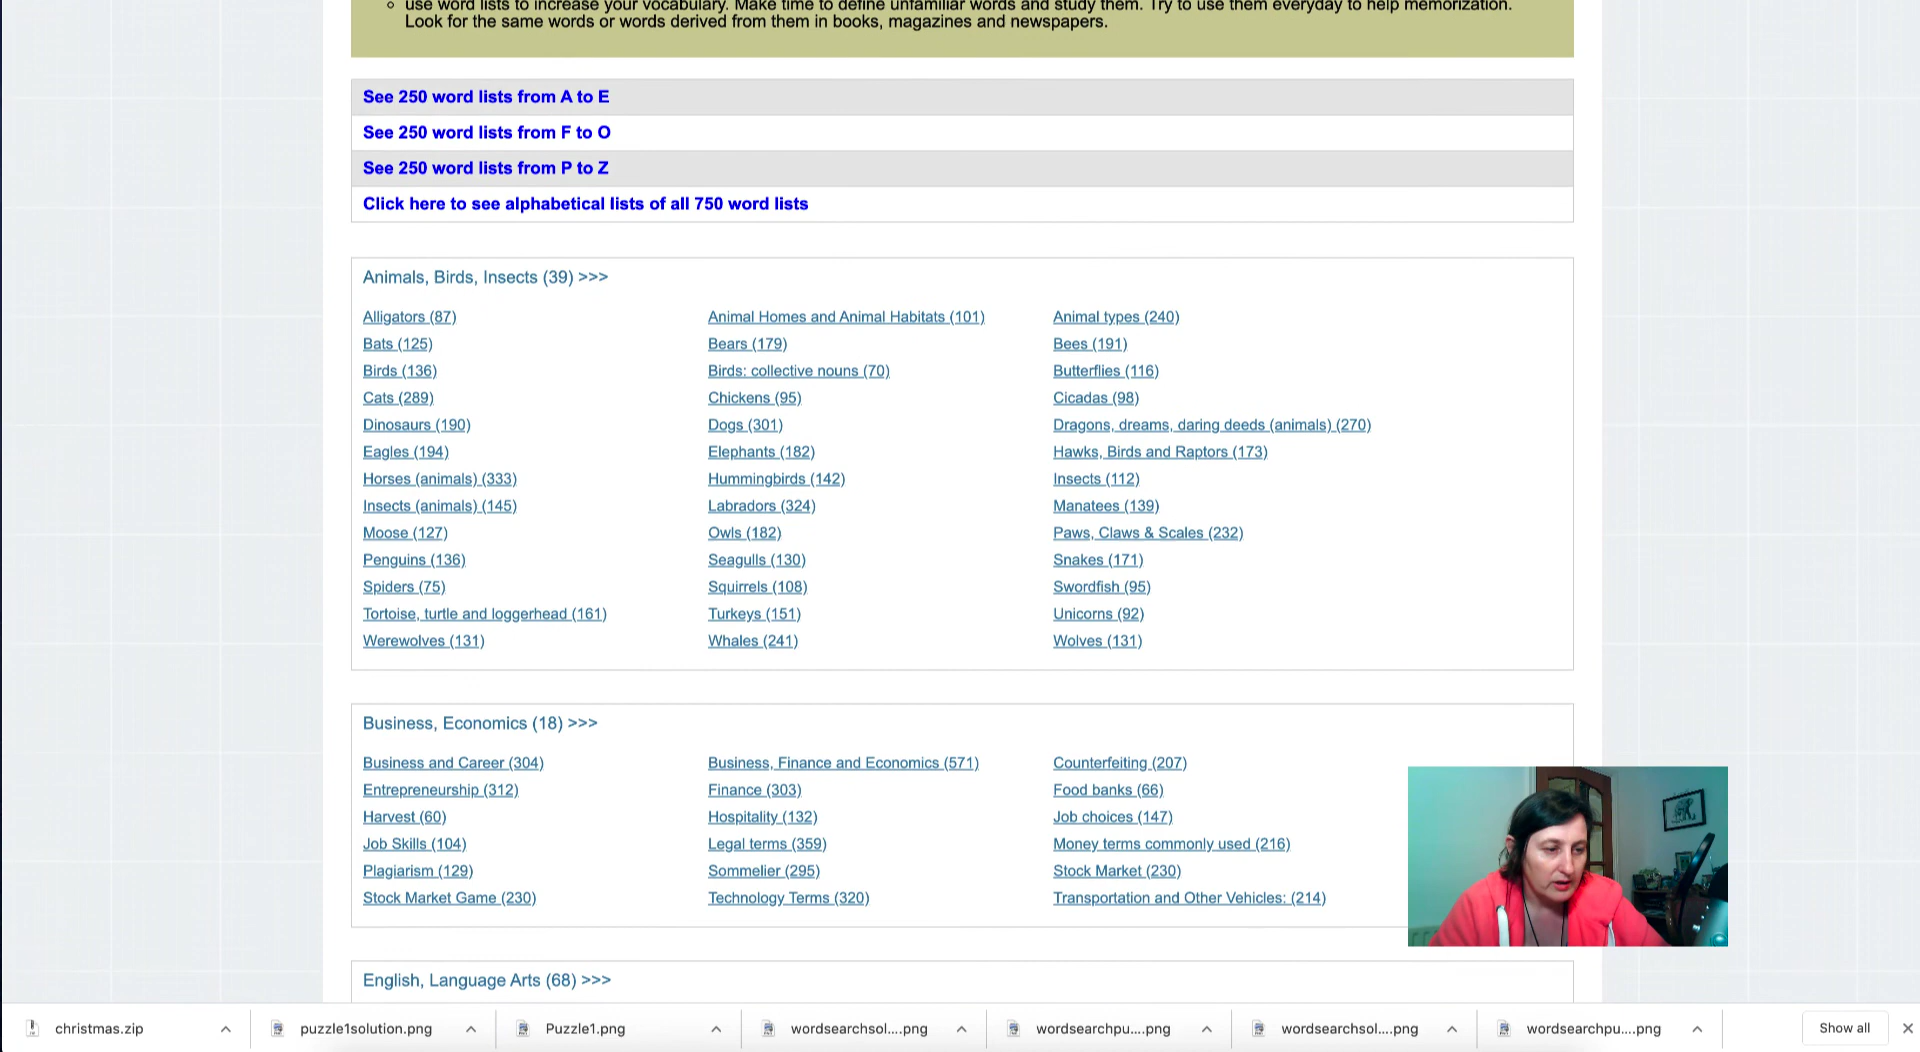 use word lists to increase your vocabulary. Make time to define unfamiliar words and study them. Try to use them everyday to help memorization.
Look for the same words or words derived from them in books, magazines and newspapers.
See 250 word lists from A to E
See 250 word lists from F to O
See 250 word lists from P to Z
Click here to see alphabetical lists of all 750 word lists
Animals, Birds, Insects (39) >>>
Alligators (87) Animal Homes and Animal Habitats (101) Animal types (240)
Bats (125) Bears (179) Bees (191)
Birds (136) Birds: collective nouns (70) Butterflies (116)
Cats (289) Chickens (95) Cicadas (98)
Dinosaurs (190) Dogs (301) Dragons, dreams, daring deeds (animals) (270)
Eagles (194) Elephants (182) Hawks, Birds and Raptors (173)
Horses (animals) (333) Hummingbirds (142) Insects (112)
Insects (animals) (145) Labradors (324) Manatees (139)
Moose (127) Owls (182) Paws, Claws & Scales (232)
Penguins (136) Seagulls (130) Snakes (171)
Spiders (75) Squirrels (108) Swordfish (95)
Tortoise, turtle and loggerhead (161) Turkeys (151) Unicorns (92)
Werewolves (131) Whales (241) Wolves (131)
Business, Economics (18) >>>
Business and Career (304) Business, Finance and Economics (571) Counterfeiting (207)
Entrepreneurship (312) Finance (303) Food banks (66)
Harvest (60) Hospitality (132) Job choices (147)
Job Skills (104) Legal terms (359) Money terms commonly used (216)
Plagiarism (129) Sommelier (295) Stock Market (230)
Stock Market Game (230) Technology Terms (320) Transportation and Other Vehicles: (214)
English, Language Arts (68) >>>
christmas.zip puzzle1solution.png Puzzle1.png wordsearchsol....png wordsearchpu....png wordsearchsol....png wordsearchpu....png Show all